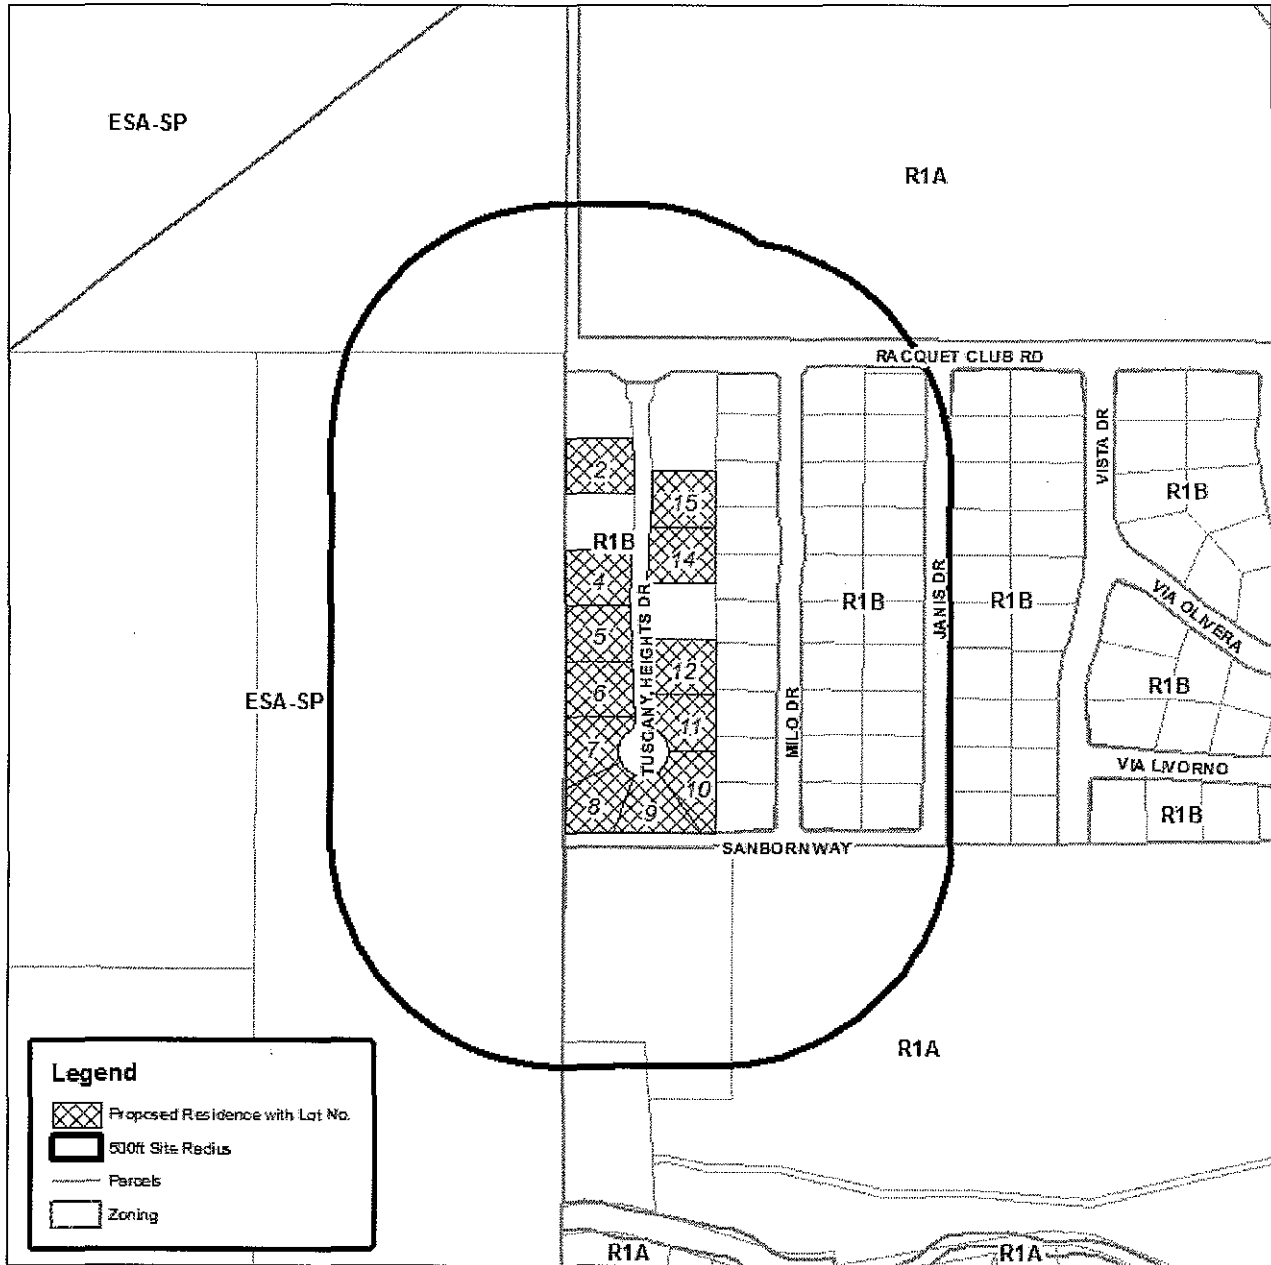 ESA-SP
R1A
RACQUET CLUB RD
VISTA DR
2
15
R1B
R1B
14
4
TUSCANY HEIGHTS DR
JANIS DR
R1B
R1B
VIA OLIVERA
5
12
6
R1B
ESA-SP
11
MILO DR
7
10
VIA LIVORNO
8
9
R1B
SANBORN WAY
R1A
Legend
Proposed Residence with Lot No.
500ft Site Radius
Parcels
Zoning
R1A
R1A